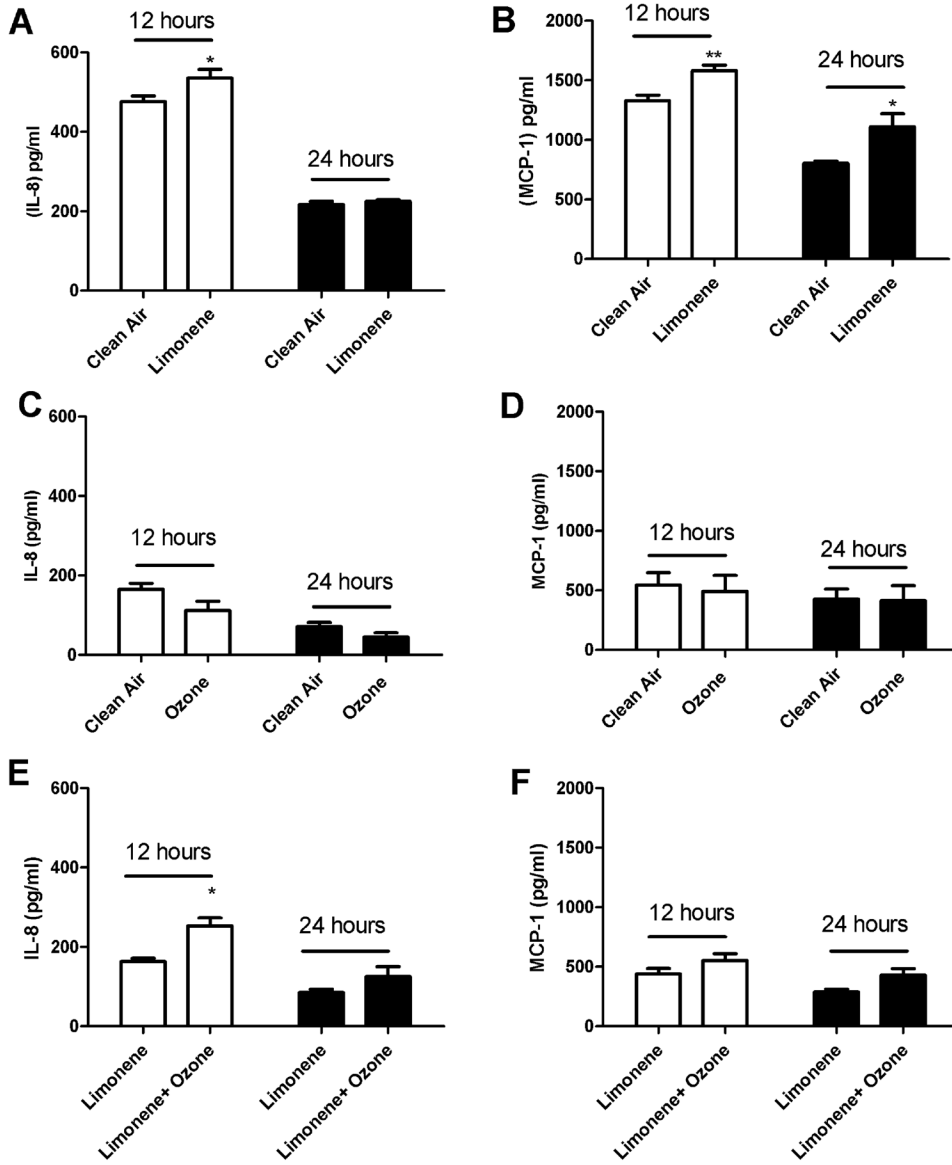 A
12 hours
600
400
200
0
(IL-8) pg/ml
*
24 hours
Clean Air
Limonene
Clean Air
Limonene
B
12 hours
2000
1500
1000
500
0
(MCP-1) pg/ml
**
24 hours
*
Clean Air
Limonene
Clean Air
Limonene
C
600
400
200
0
IL-8 (pg/ml)
12 hours
24 hours
Clean Air
Ozone
Clean Air
Ozone
D
2000
1500
1000
500
0
MCP-1 (pg/ml)
12 hours
24 hours
Clean Air
Ozone
Clean Air
Ozone
E
600
400
200
0
IL-8 (pg/ml)
12 hours
*
24 hours
Limonene
Limonene+ Ozone
Limonene
Limonene+ Ozone
F
2000
1500
1000
500
0
MCP-1 (pg/ml)
12 hours
24 hours
Limonene
Limonene+ Ozone
Limonene
Limonene+ Ozone